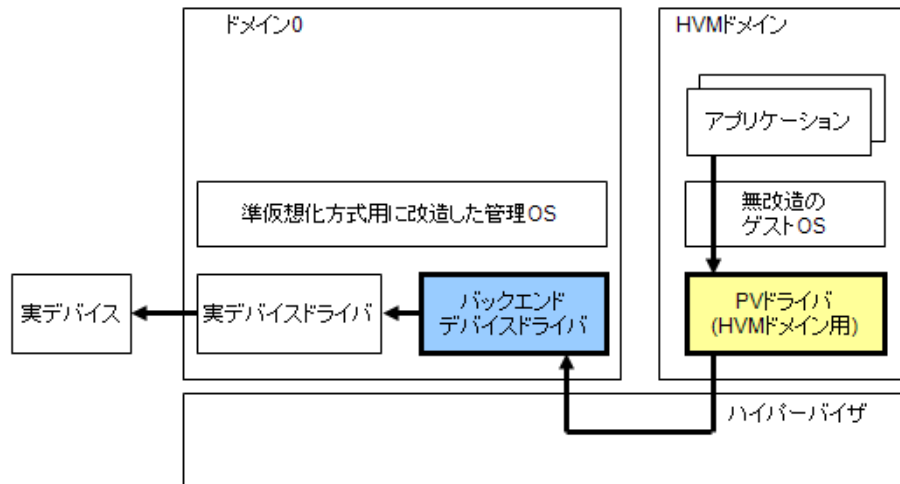 ドメイン0
HVMドメイン
アプリケーション
準仮想化方式用に改造した管理OS
無改造の
ゲストOS
実デバイス
実デバイスドライバ
バックエンド
デバイスドライバ
PVドライバ
(HVMドメイン用)
ハイパーバイザ